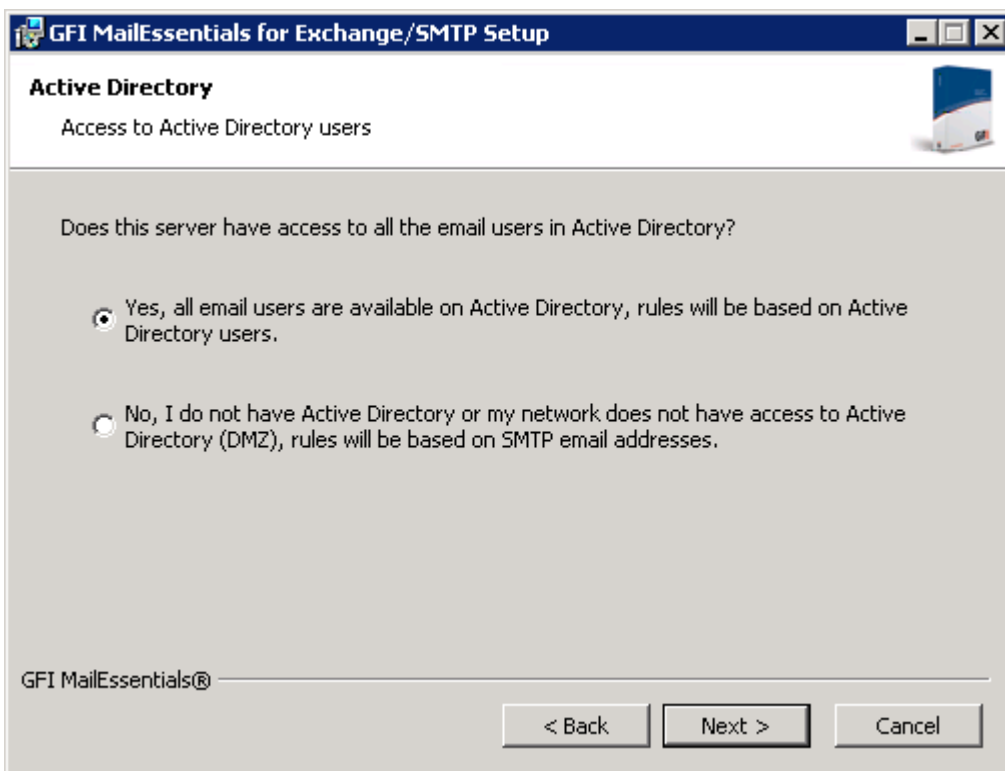 GFI MailEssentials for Exchange/SMTP Setup
Active Directory
Access to Active Directory users
GFI
Does this server have access to all the email users in Active Directory?
Yes, all email users are available on Active Directory, rules will be based on Active
Directory users.
No, I do not have Active Directory or my network does not have access to Active
Directory (DMZ), rules will be based on SMTP email addresses.
GFI MailEssentials®
< Back
Next >
Cancel